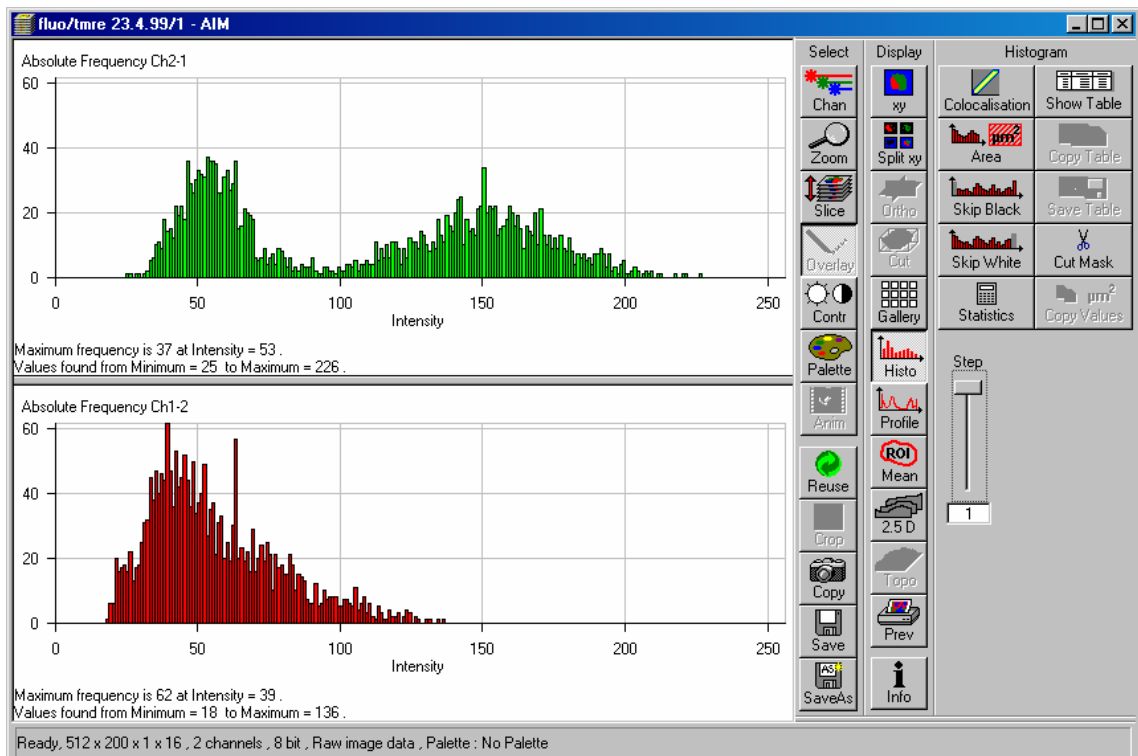 fluo/tmre 23.4.99/1 - AIM
Absolute Frequency Ch2-1
60
40
20
0
0 50 100 150 200 250
Intensity
Maximum frequency is 37 at Intensity = 53 .
Values found from Minimum = 25 to Maximum = 226 .
Absolute Frequency Ch1-2
60
40
20
0
0 50 100 150 200 250
Intensity
Maximum frequency is 62 at Intensity = 39 .
Values found from Minimum = 18 to Maximum = 136 .
Select
Chan
Zoom
Slice
Overlay
Contr
Palette
Anim
Reuse
Crop
Copy
Save
AS
SaveAs
Display
xy
Split xy
Ortho
Cut
Gallery
Histo
Profile
ROI
Mean
2.5 D
Topo
Prev
i
Info
Histogram
Colocalisation
Show Table
µm²
Area
Copy Table
Skip Black
Save Table
Skip White
Cut Mask
Statistics
µm²
Copy Values
Step
1
Ready, 512 x 200 x 1 x 16 , 2 channels , 8 bit , Raw image data , Palette : No Palette